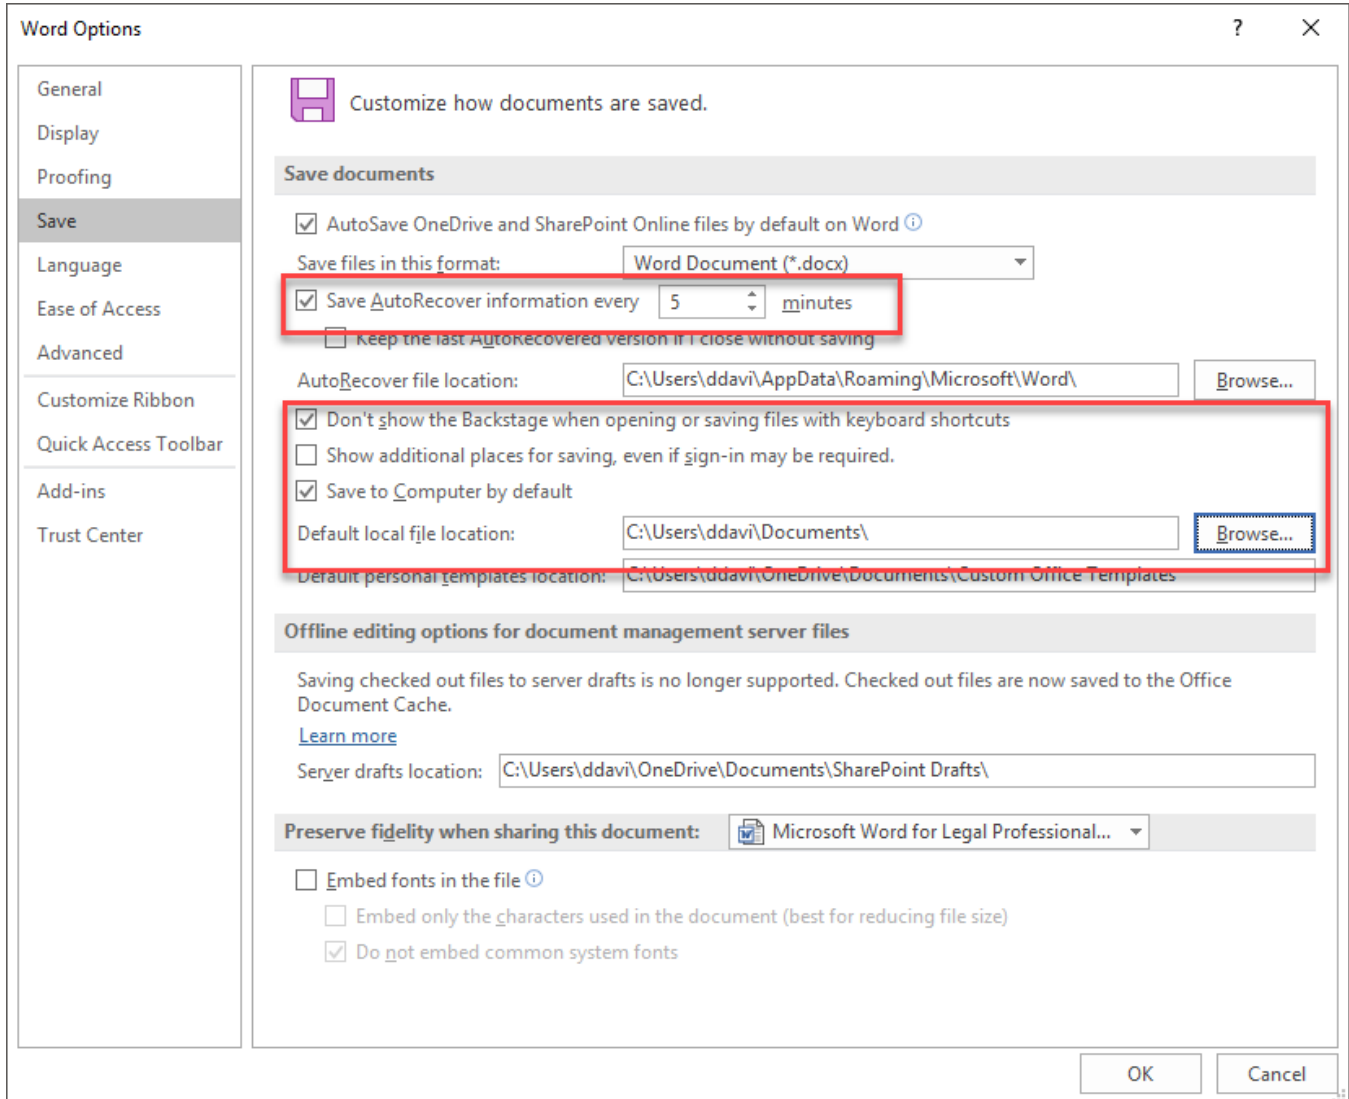 Word Options
?
General
Display
Proofing
Save
Language
Ease of Access
Advanced
Customize Ribbon
Quick Access Toolbar
Add-ins
Trust Center
Customize how documents are saved.
Save documents
AutoSave OneDrive and SharePoint Online files by default on Word
Save files in this format: Word Document (*.docx)
Save AutoRecover information every 5 minutes
Keep the last AutoRecovered version if I close without saving
AutoRecover file location: C:\Users\ddavi\AppData\Roaming\Microsoft\Word\ Browse...
Don't show the Backstage when opening or saving files with keyboard shortcuts
Show additional places for saving, even if sign-in may be required.
Save to Computer by default
Default local file location: C:\Users\ddavi\Documents\ Browse...
Default personal templates location: C:\Users\ddavi\OneDrive\Documents\Custom Office Templates
Offline editing options for document management server files
Saving checked out files to server drafts is no longer supported. Checked out files are now saved to the Office
Document Cache.
Learn more
Server drafts location: C:\Users\ddavi\OneDrive\Documents\SharePoint Drafts\
Preserve fidelity when sharing this document: Microsoft Word for Legal Professional...
Embed fonts in the file
Embed only the characters used in the document (best for reducing file size)
Do not embed common system fonts
OK Cancel